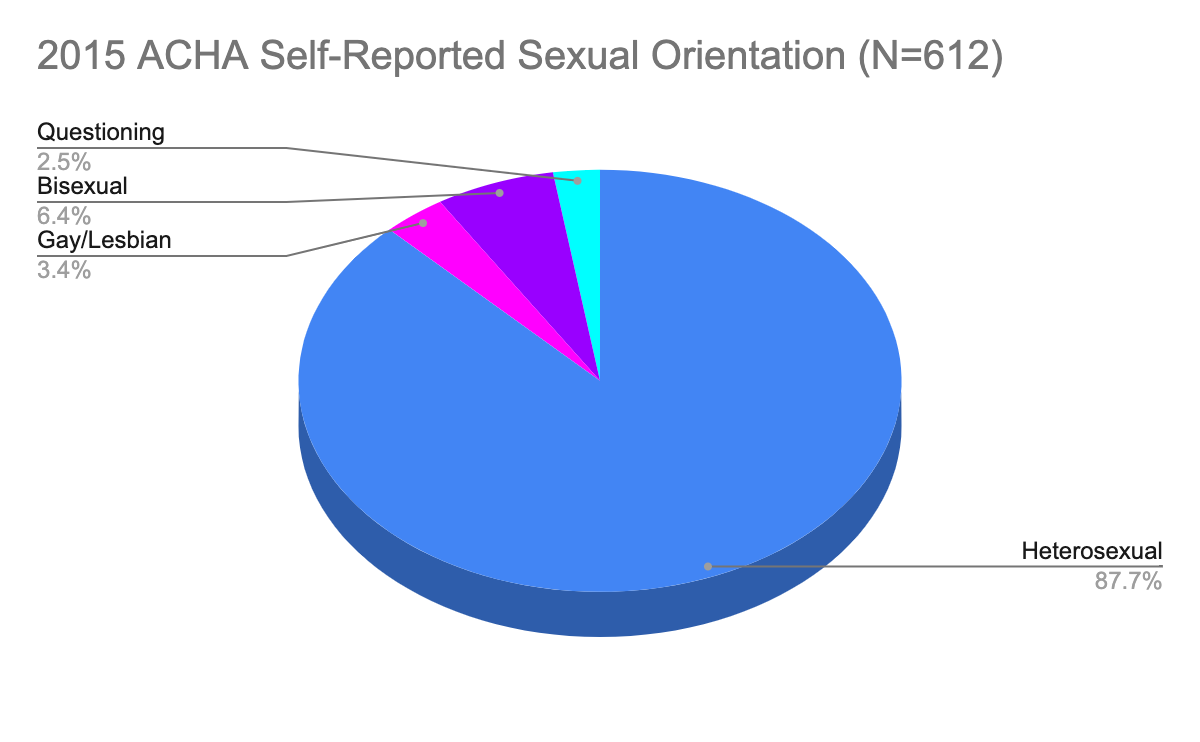 2015 ACHA Self-Reported Sexual Orientation (N=612)
Questioning
2.5%
Bisexual
6.4%
Gay/Lesbian
3.4%
Heterosexual
87.7%